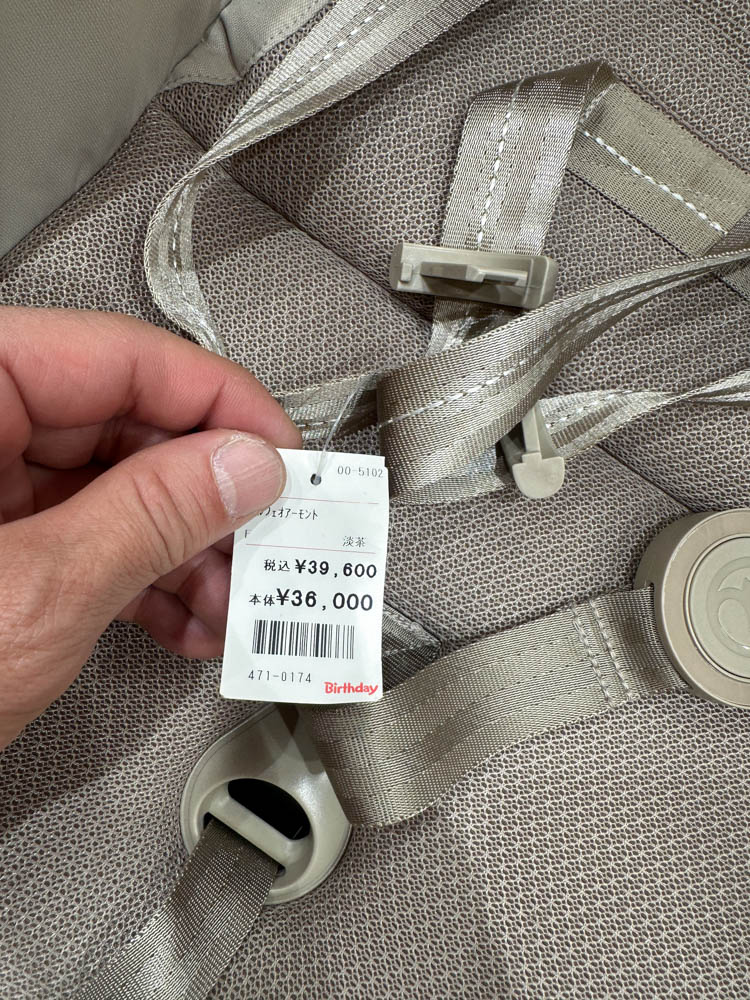 00-5102
フェオアーモント
淡茶
税込 ¥39,600
本体 ¥36,000
471-0174
Birthday